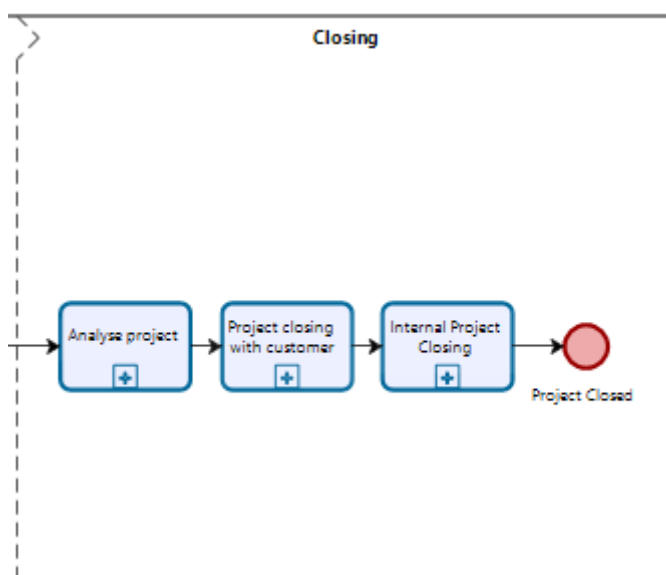 Closing
Analyse project
Project closing
with customer
Internal Project
Closing
Project Closed